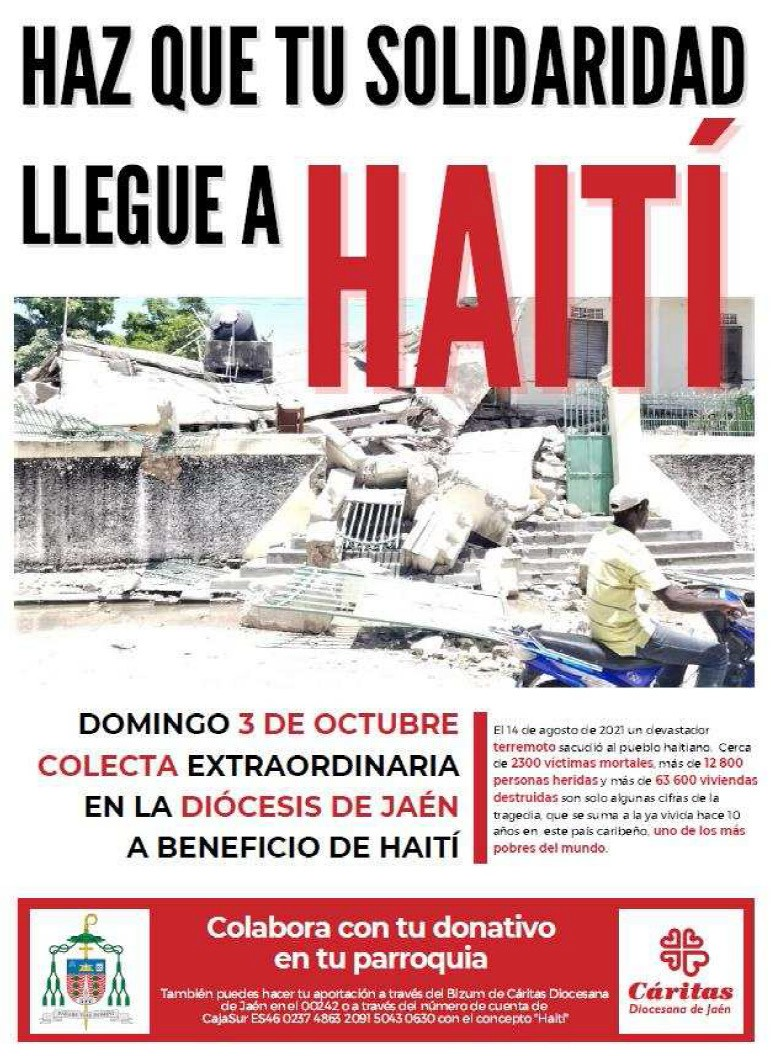 HAZ QUE TU SOLIDARIDAD
LLEGUE A HAITÍ
DOMINGO 3 DE OCTUBRE
COLECTA EXTRAORDINARIA
EN LA DIÓCESIS DE JAÉN
A BENEFICIO DE HAITÍ
El 14 de agosto de 2021 un devastador
terremoto sacudió al pueblo haitiano. Cerca
de 2300 víctimas mortales, más de 12 800
personas heridas y más de 63 600 viviendas
destruidas son solo algunas cifras de la
tragedia, que se suma a la ya vivida hace 10
años en este país caribeño, uno de los más
pobres del mundo.
Colabora con tu donativo
en tu parroquia
También puedes hacer tu aportación a través del Bizum de Cáritas Diocesana
de Jaén en el 00242 o a través del número de cuenta de
CajaSur ES46 0237 4863 2091 5043 0630 con el concepto "Haití"
Cáritas
Diocesana de Jaén